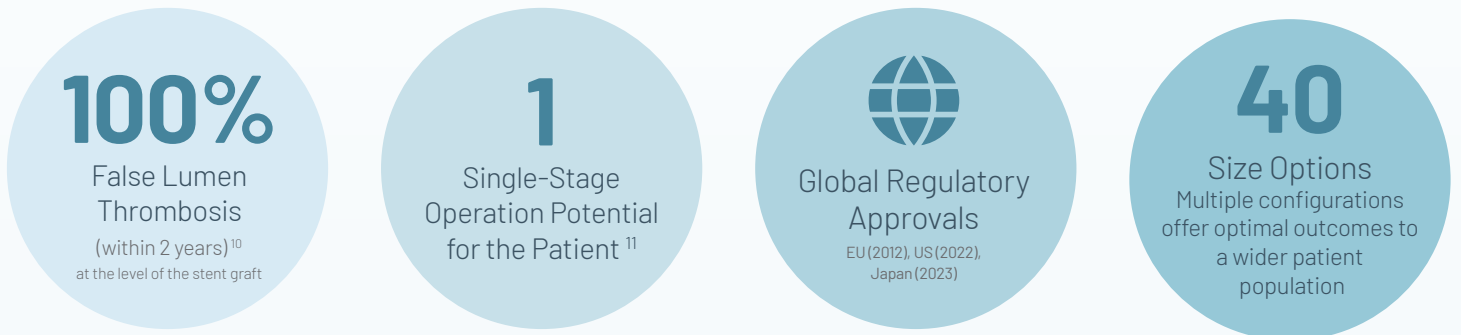 100%
False Lumen
Thrombosis
(within 2 years) 10
at the level of the stent graft
1
Single-Stage
Operation Potential
for the Patient 11
Global Regulatory
Approvals
EU (2012), US (2022),
Japan (2023)
40
Size Options
Multiple configurations
offer optimal outcomes to
a wider patient
population